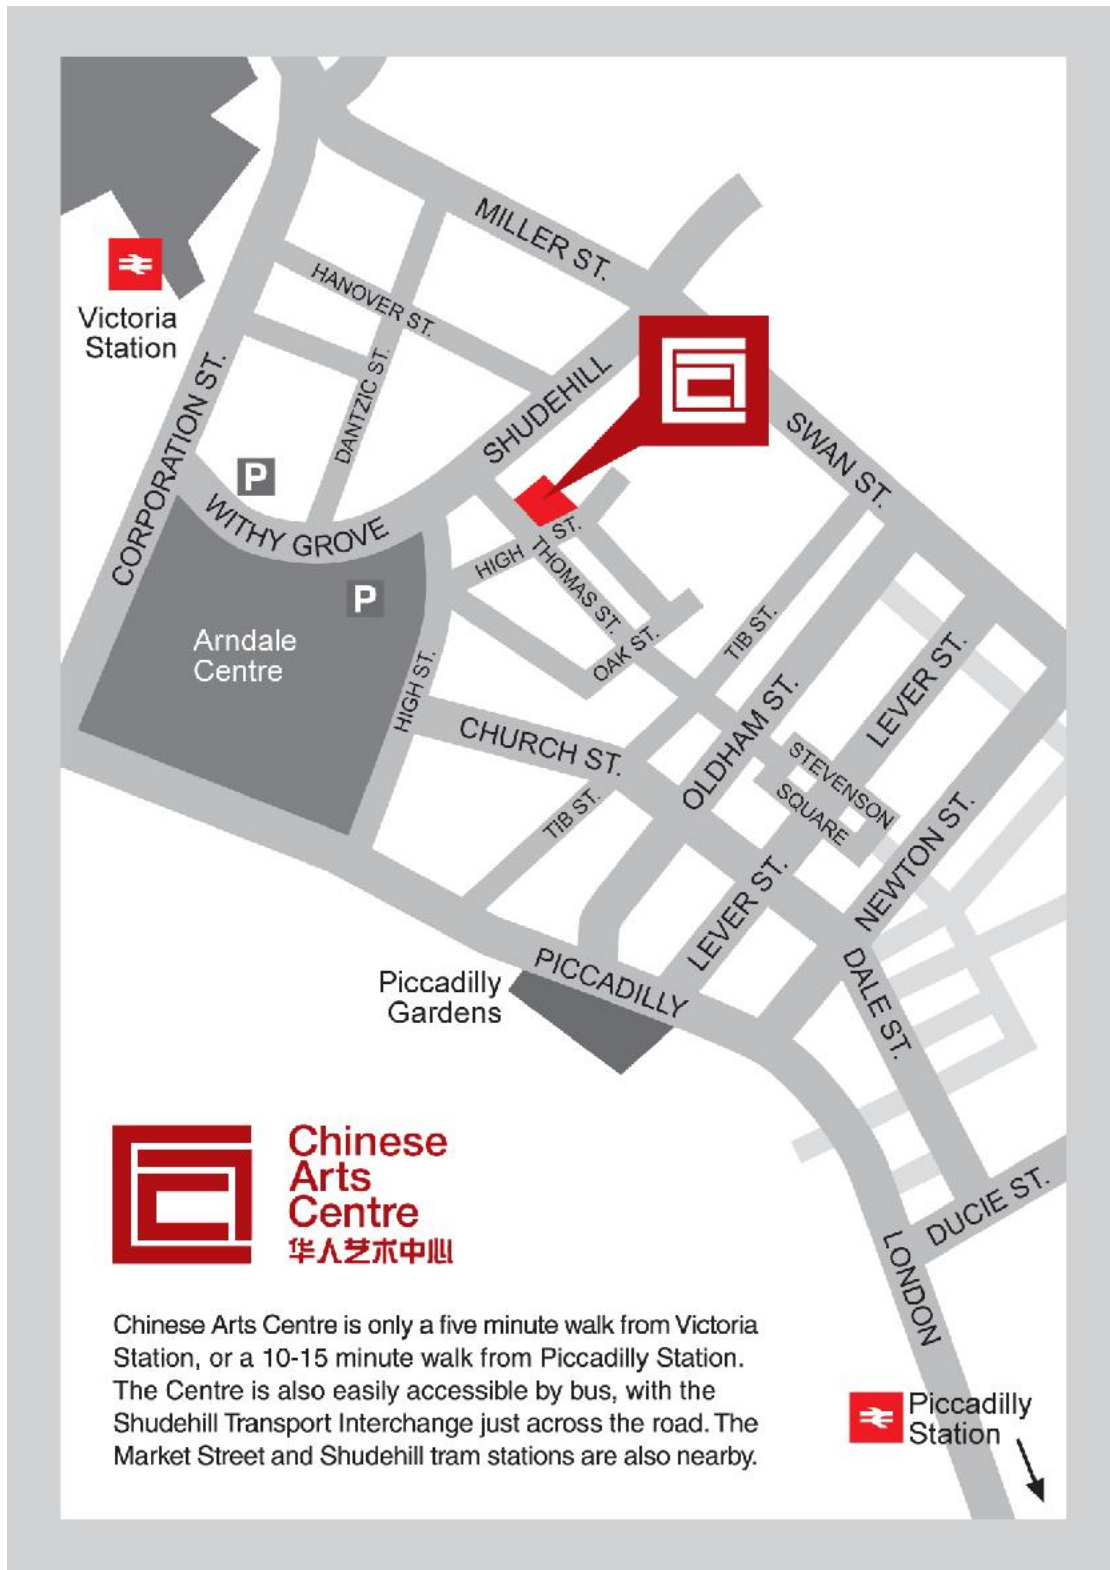 MILLER ST.
Victoria
Station
HANOVER ST.
DANTZIC ST.
CORPORATION ST.
SHUDEHILL
SWAN ST.
P
WITHY GROVE
HIGH ST.
THOMAS ST.
P
Arndale
Centre
OAK ST.
TIB ST.
HIGH ST.
CHURCH ST.
OLDHAM ST.
LEVER ST.
STEVENSON
SQUARE
TIB ST.
NEWTON ST.
LEVER ST.
PICCADILLY
Piccadilly
Gardens
DALE ST.
DUCIE ST.
LONDON
Chinese
Arts
Centre
华人艺术中心
Chinese Arts Centre is only a five minute walk from Victoria
Station, or a 10-15 minute walk from Piccadilly Station.
The Centre is also easily accessible by bus, with the
Shudehill Transport Interchange just across the road. The
Market Street and Shudehill tram stations are also nearby.
Piccadilly
Station